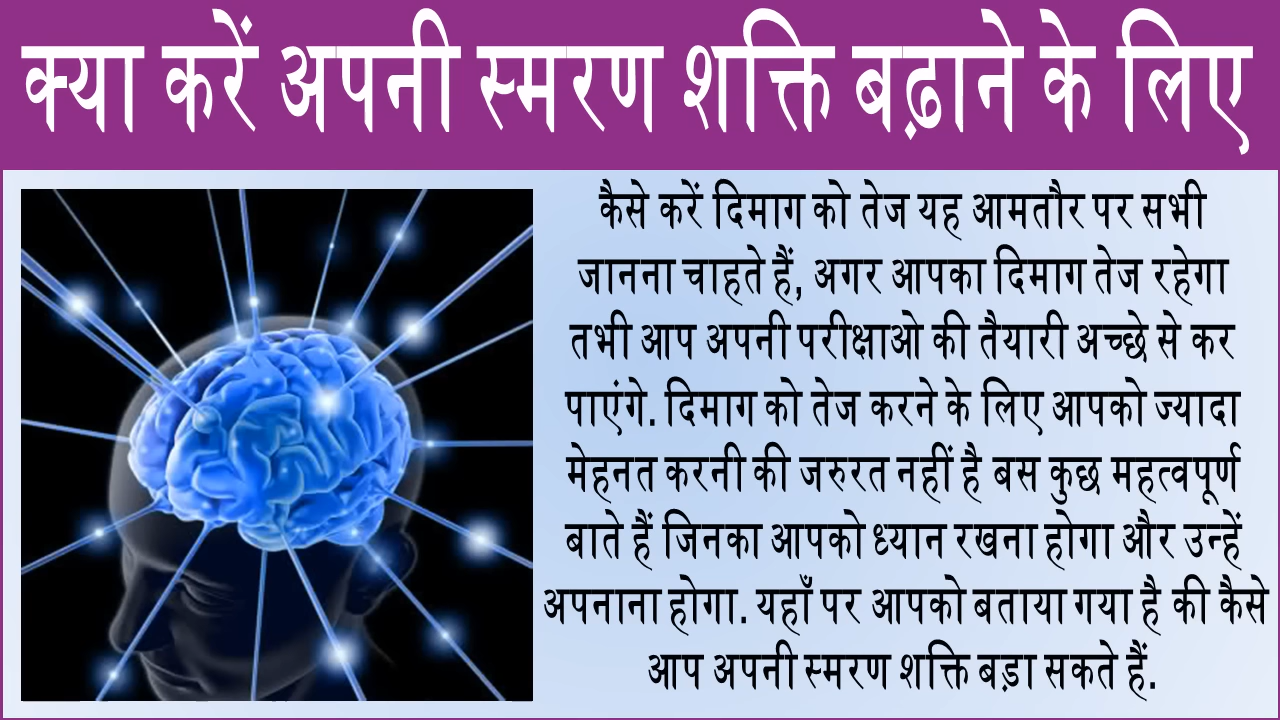 क्या करें अपनी स्मरण शक्ति बढ़ाने के लिए
कैसे करें दिमाग को तेज यह आमतौर पर सभी
जानना चाहते हैं, अगर आपका दिमाग तेज रहेगा
तभी आप अपनी परीक्षाओ की तैयारी अच्छे से कर
पाएंगे. दिमाग को तेज करने के लिए आपको ज्यादा
मेहनत करनी की जरुरत नहीं है बस कुछ महत्वपूर्ण
बाते हैं जिनका आपको ध्यान रखना होगा और उन्हें
अपनाना होगा. यहाँ पर आपको बताया गया है की कैसे
आप अपनी स्मरण शक्ति बड़ा सकते हैं.